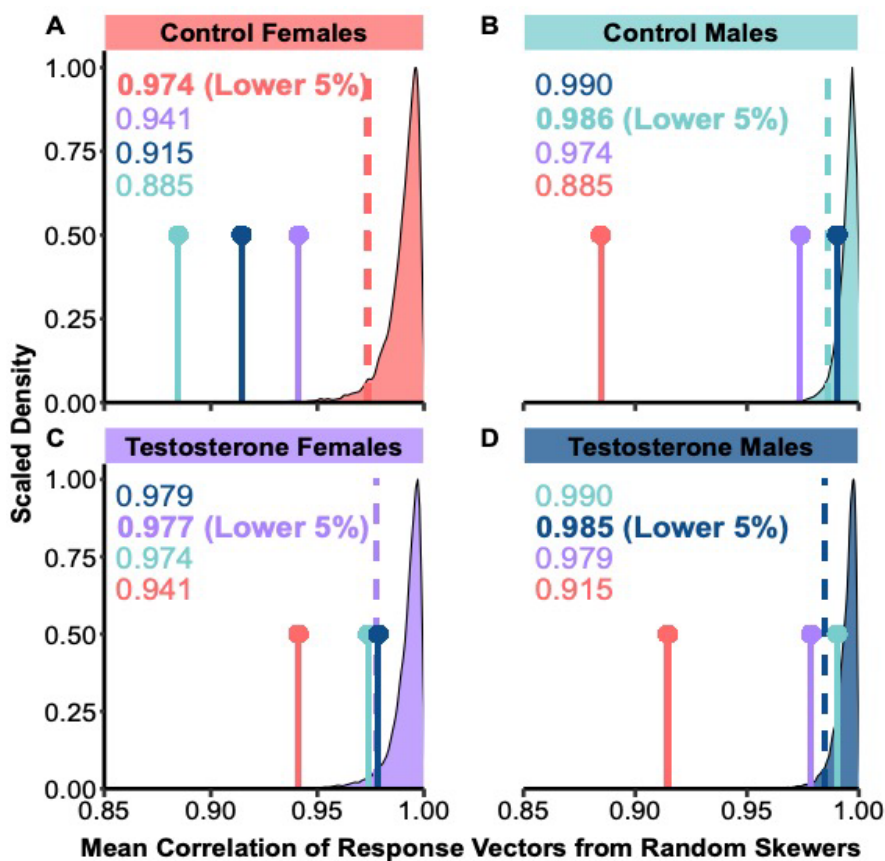 A
Control Females
1.00
0.75
0.50
0.25
0.00
0.974 (Lower 5%)
0.941
0.915
0.885
B
Control Males
0.990
0.986 (Lower 5%)
0.974
0.885
Scaled Density
C
Testosterone Females
1.00
0.75
0.50
0.25
0.00
0.979
0.977 (Lower 5%)
0.974
0.941
0.85 0.90 0.95 1.00
D
Testosterone Males
0.990
0.985 (Lower 5%)
0.979
0.915
0.85 0.90 0.95 1.00
Mean Correlation of Response Vectors from Random Skewers